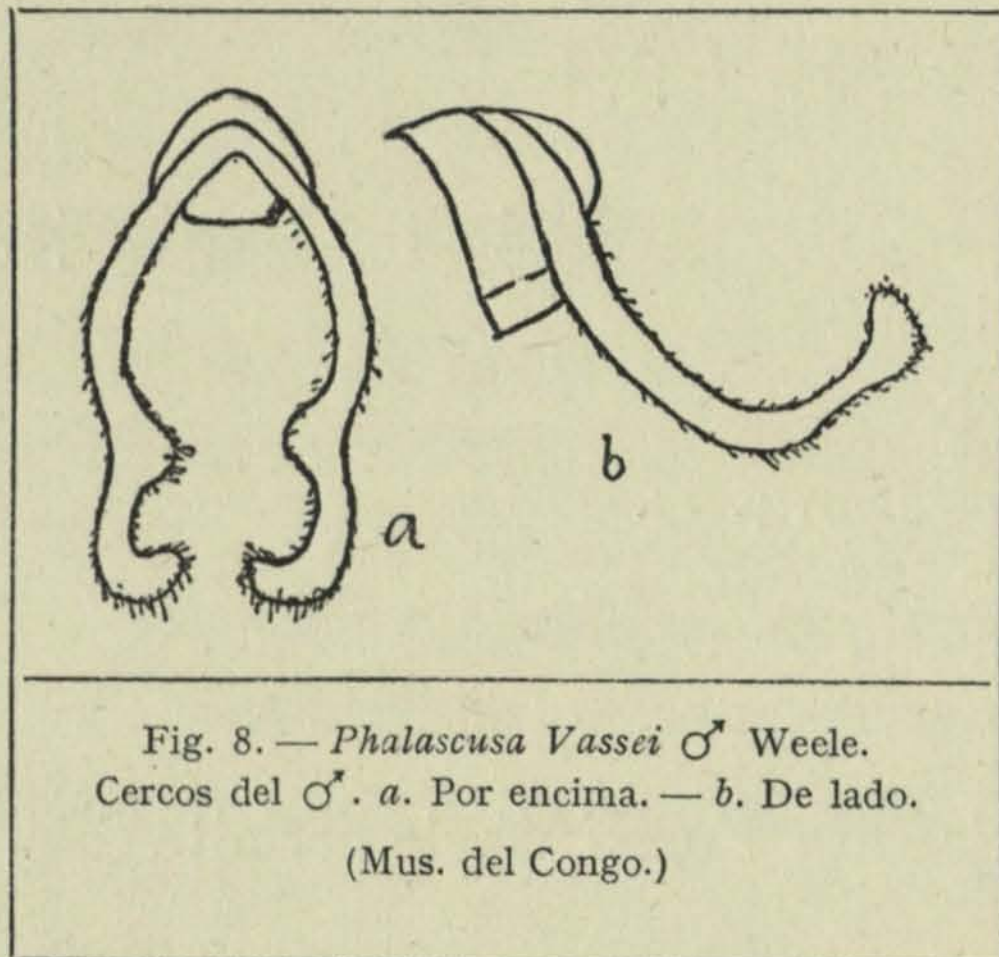 a
b
Fig. 8. — Phalascusa Vassei ♂ Weele.
Cercos del ♂. a. Por encima. — b. De lado.
(Mus. del Congo.)